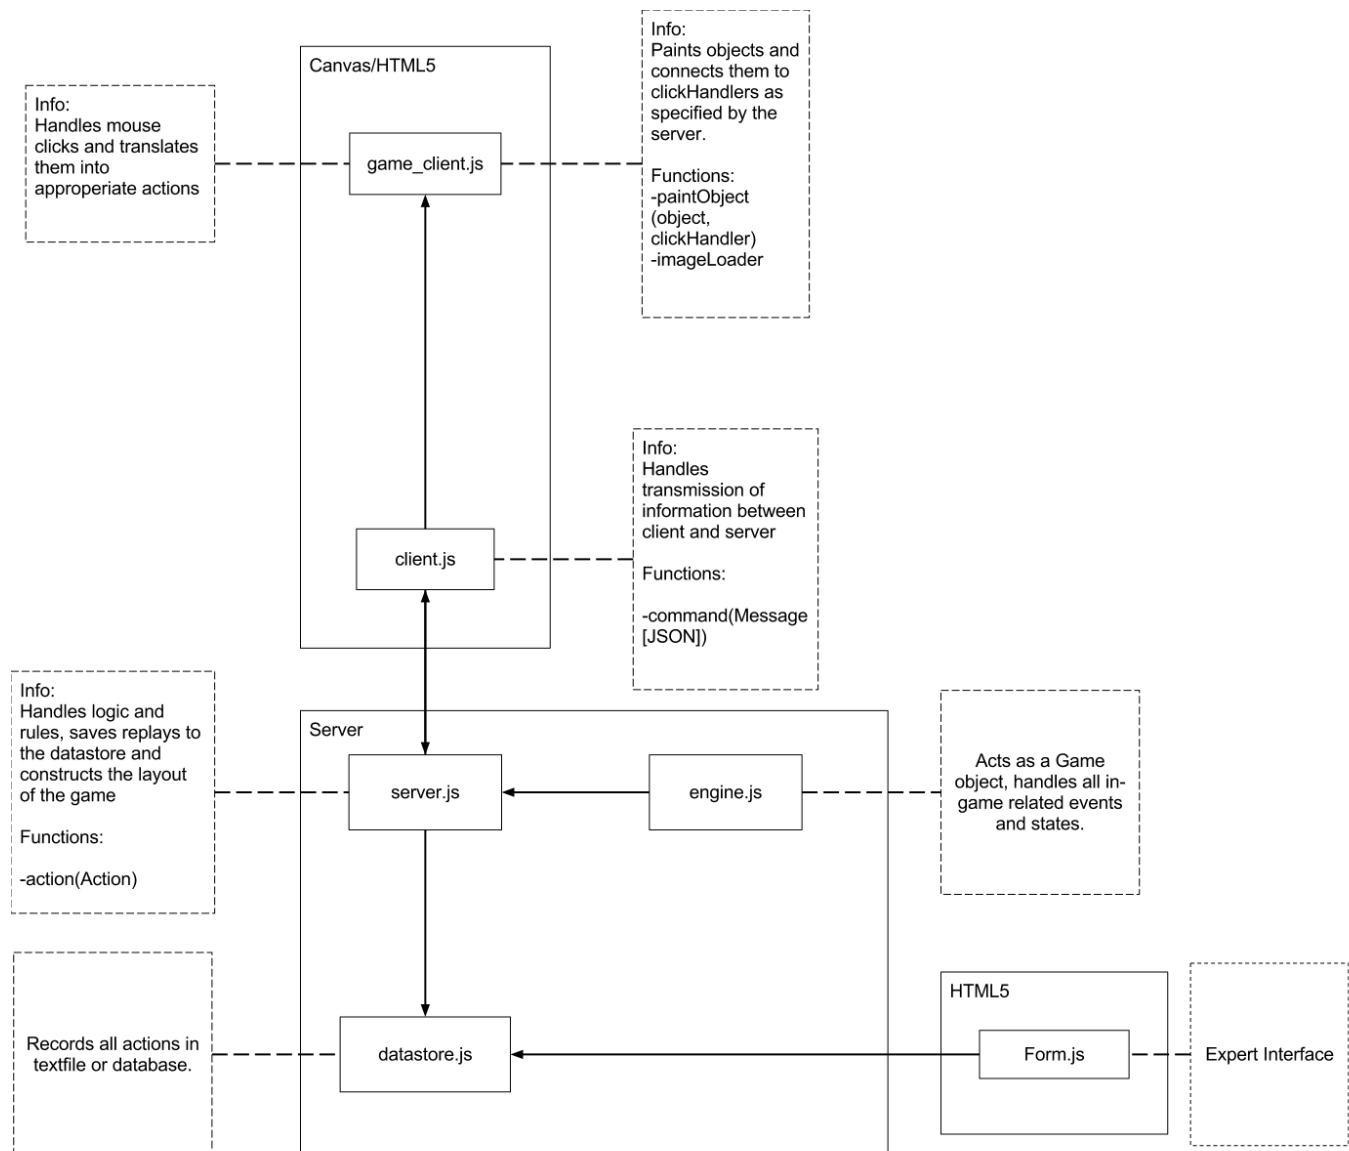 Info:
Paints objects and
connects them to
clickHandlers as
specified by the
server.
Functions:
-paintObject
(object,
clickHandler)
-imageLoader
Canvas/HTML5
Info:
Handles mouse
clicks and translates
them into
approperiate actions
game_client.js
Info:
Handles
transmission of
information between
client and server
Functions:
-command(Message
[JSON])
client.js
Info:
Handles logic and
rules, saves replays to
the datastore and
constructs the layout
of the game
Functions:
-action(Action)
Server
server.js
engine.js
Acts as a Game
object, handles all in-
game related events
and states.
Records all actions in
textfile or database.
datastore.js
HTML5
Form.js
Expert Interface